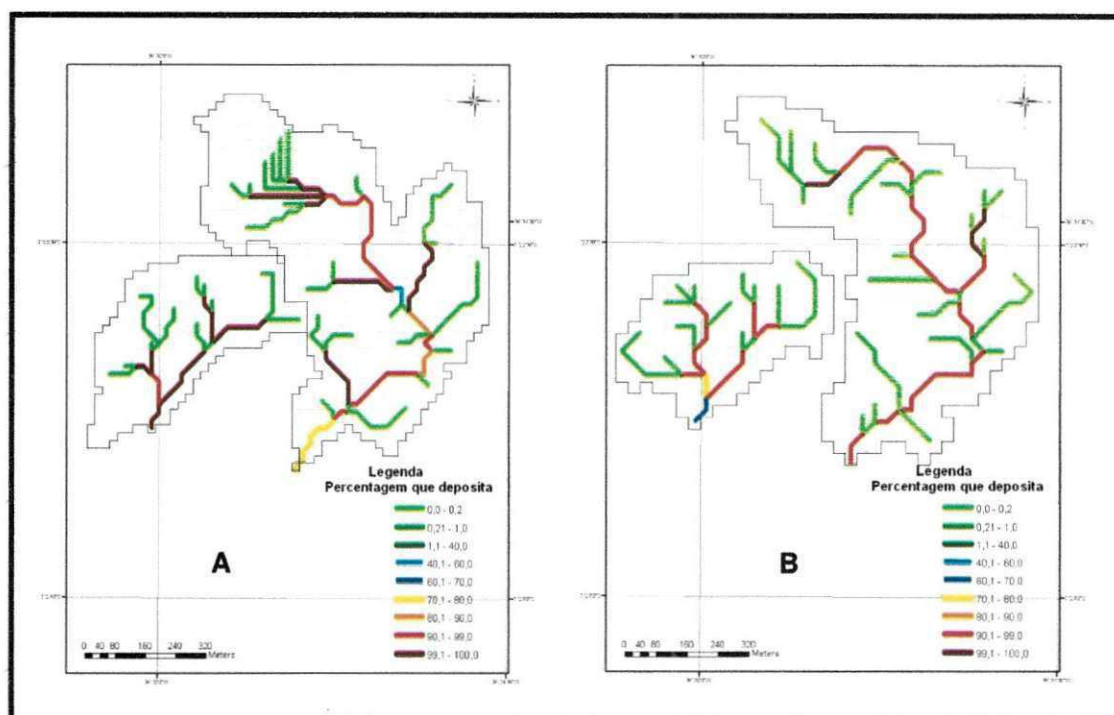 Legenda
Percentagem que deposita
0,0 - 0,2
0,21 - 1,0
1,1 - 40,0
40,1 - 60,0
60,1 - 70,0
70,1 - 80,0
80,1 - 90,0
90,1 - 99,0
99,1 - 100,0
A
0 40 80 160 240 320
Meters
Legenda
Percentagem que deposita
0,0 - 0,2
0,21 - 1,0
1,1 - 40,0
40,1 - 60,0
60,1 - 70,0
70,1 - 80,0
80,1 - 90,0
90,1 - 99,0
99,1 - 100,0
B
0 40 80 160 240 320
Meters